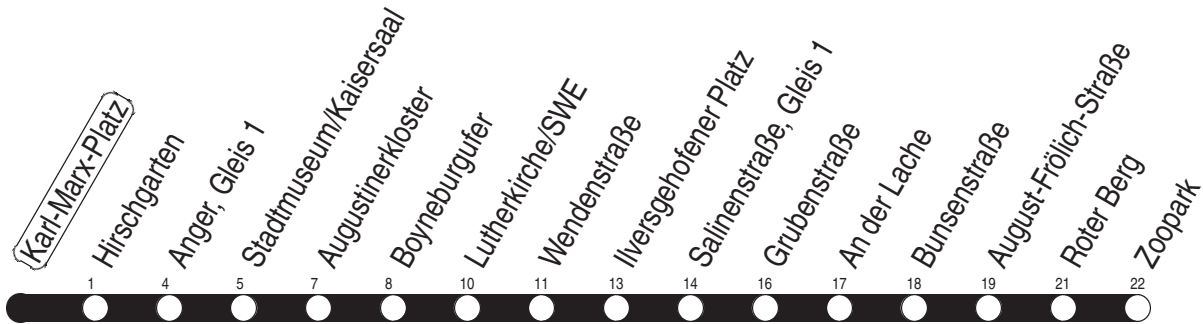 Karl-Marx-Platz
Hirschgarten
Anger, Gleis 1
Stadtmuseum/Kaisersaal
Augustinerkloster
Boyneburgufer
Lutherkirche/SWE
Wendenstraße
Ilversgehofener Platz
Salinenstraße, Gleis 1
Grubenstraße
An der Lache
Bunsenstraße
August-Frölich-Straße
Roter Berg
Zoopark
1 4 5 7 8 10 11 13 14 16 17 18 19 21 22